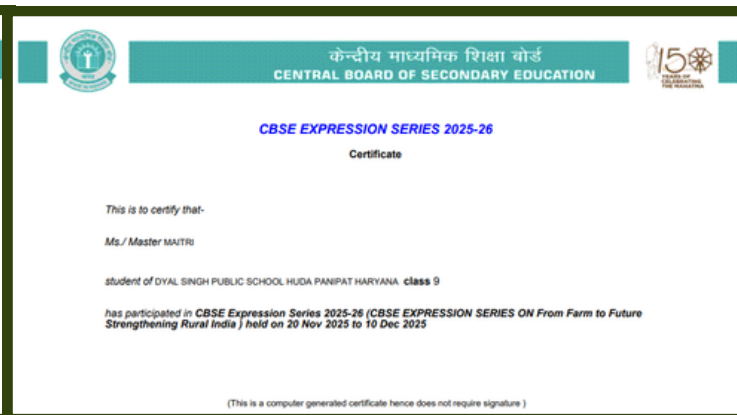 केन्द्रीय माध्यमिक शिक्षा बोर्ड
CENTRAL BOARD OF SECONDARY EDUCATION
150
YEARS OF
CELEBRATING
THE MAHATMA
CBSE EXPRESSION SERIES 2025-26
Certificate
This is to certify that-
Ms./ Master MAITRI
student of DYAL SINGH PUBLIC SCHOOL HUDA PANIPAT HARYANA class 9
has participated in CBSE Expression Series 2025-26 (CBSE EXPRESSION SERIES ON From Farm to Future
Strengthening Rural India ) held on 20 Nov 2025 to 10 Dec 2025
(This is a computer generated certificate hence does not require signature )